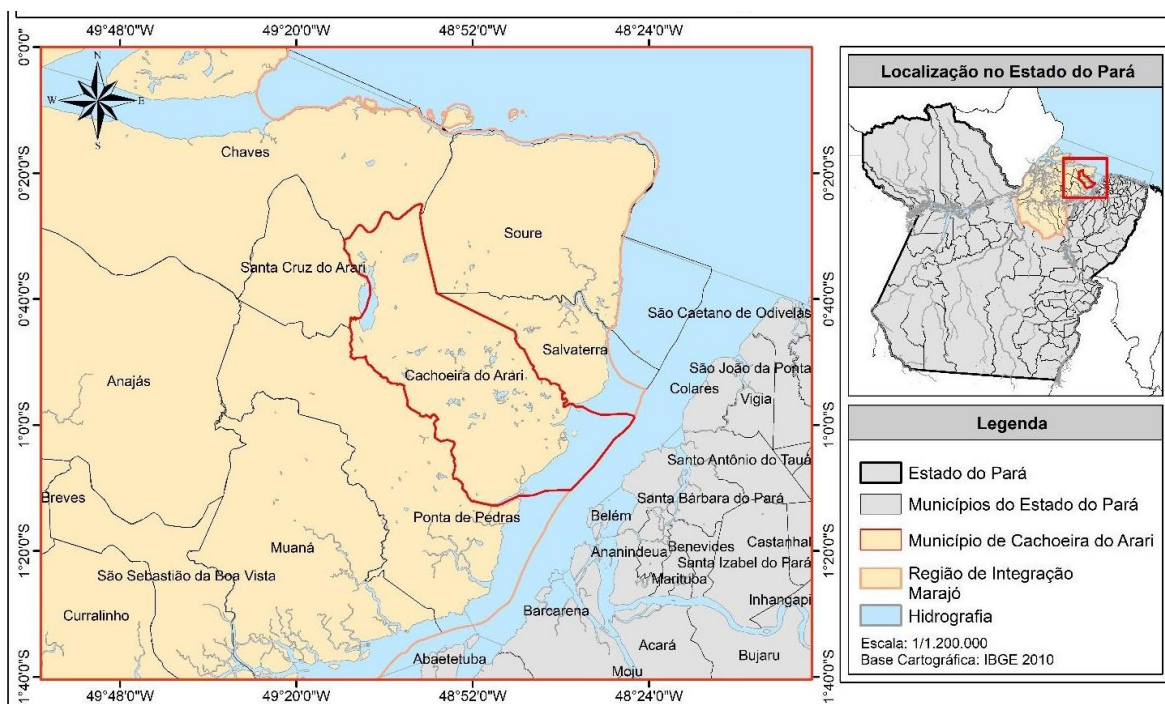 49°48'0"W
49°20'0"W
48°52'0"W
48°24'0"W
0°0'0"
0°20'0"S
0°40'0"S
1°0'0"S
1°20'0"S
1°40'0"S
N
W
E
S
Chaves
Soure
Santa Cruz do Arari
São Caetano de Odivelas
Salvaterra
São João da Ponta
Anajás
Cachoeira do Arari
Colares
Vigia
Santo Antônio do Tauá
Breves
Santa Bárbara do Pará
Ponta de Pedras
Belém
Muaná
Ananindeua
Benevides
Castanhal
Santa Izabel do Pará
São Sebastião da Boa Vista
Marituba
Curralinho
Barcarena
Inhangapi
Acará
Abaetetuba
Bujaru
Moju
0°0'0"
0°20'0"S
0°40'0"S
1°0'0"S
1°20'0"S
1°40'0"S
49°48'0"W
49°20'0"W
48°52'0"W
48°24'0"W
Localização no Estado do Pará
Legenda
Estado do Pará
Municípios do Estado do Pará
Município de Cachoeira do Arari
Região de Integração
Marajó
Hidrografia
Escala: 1/1.200.000
Base Cartográfica: IBGE 2010